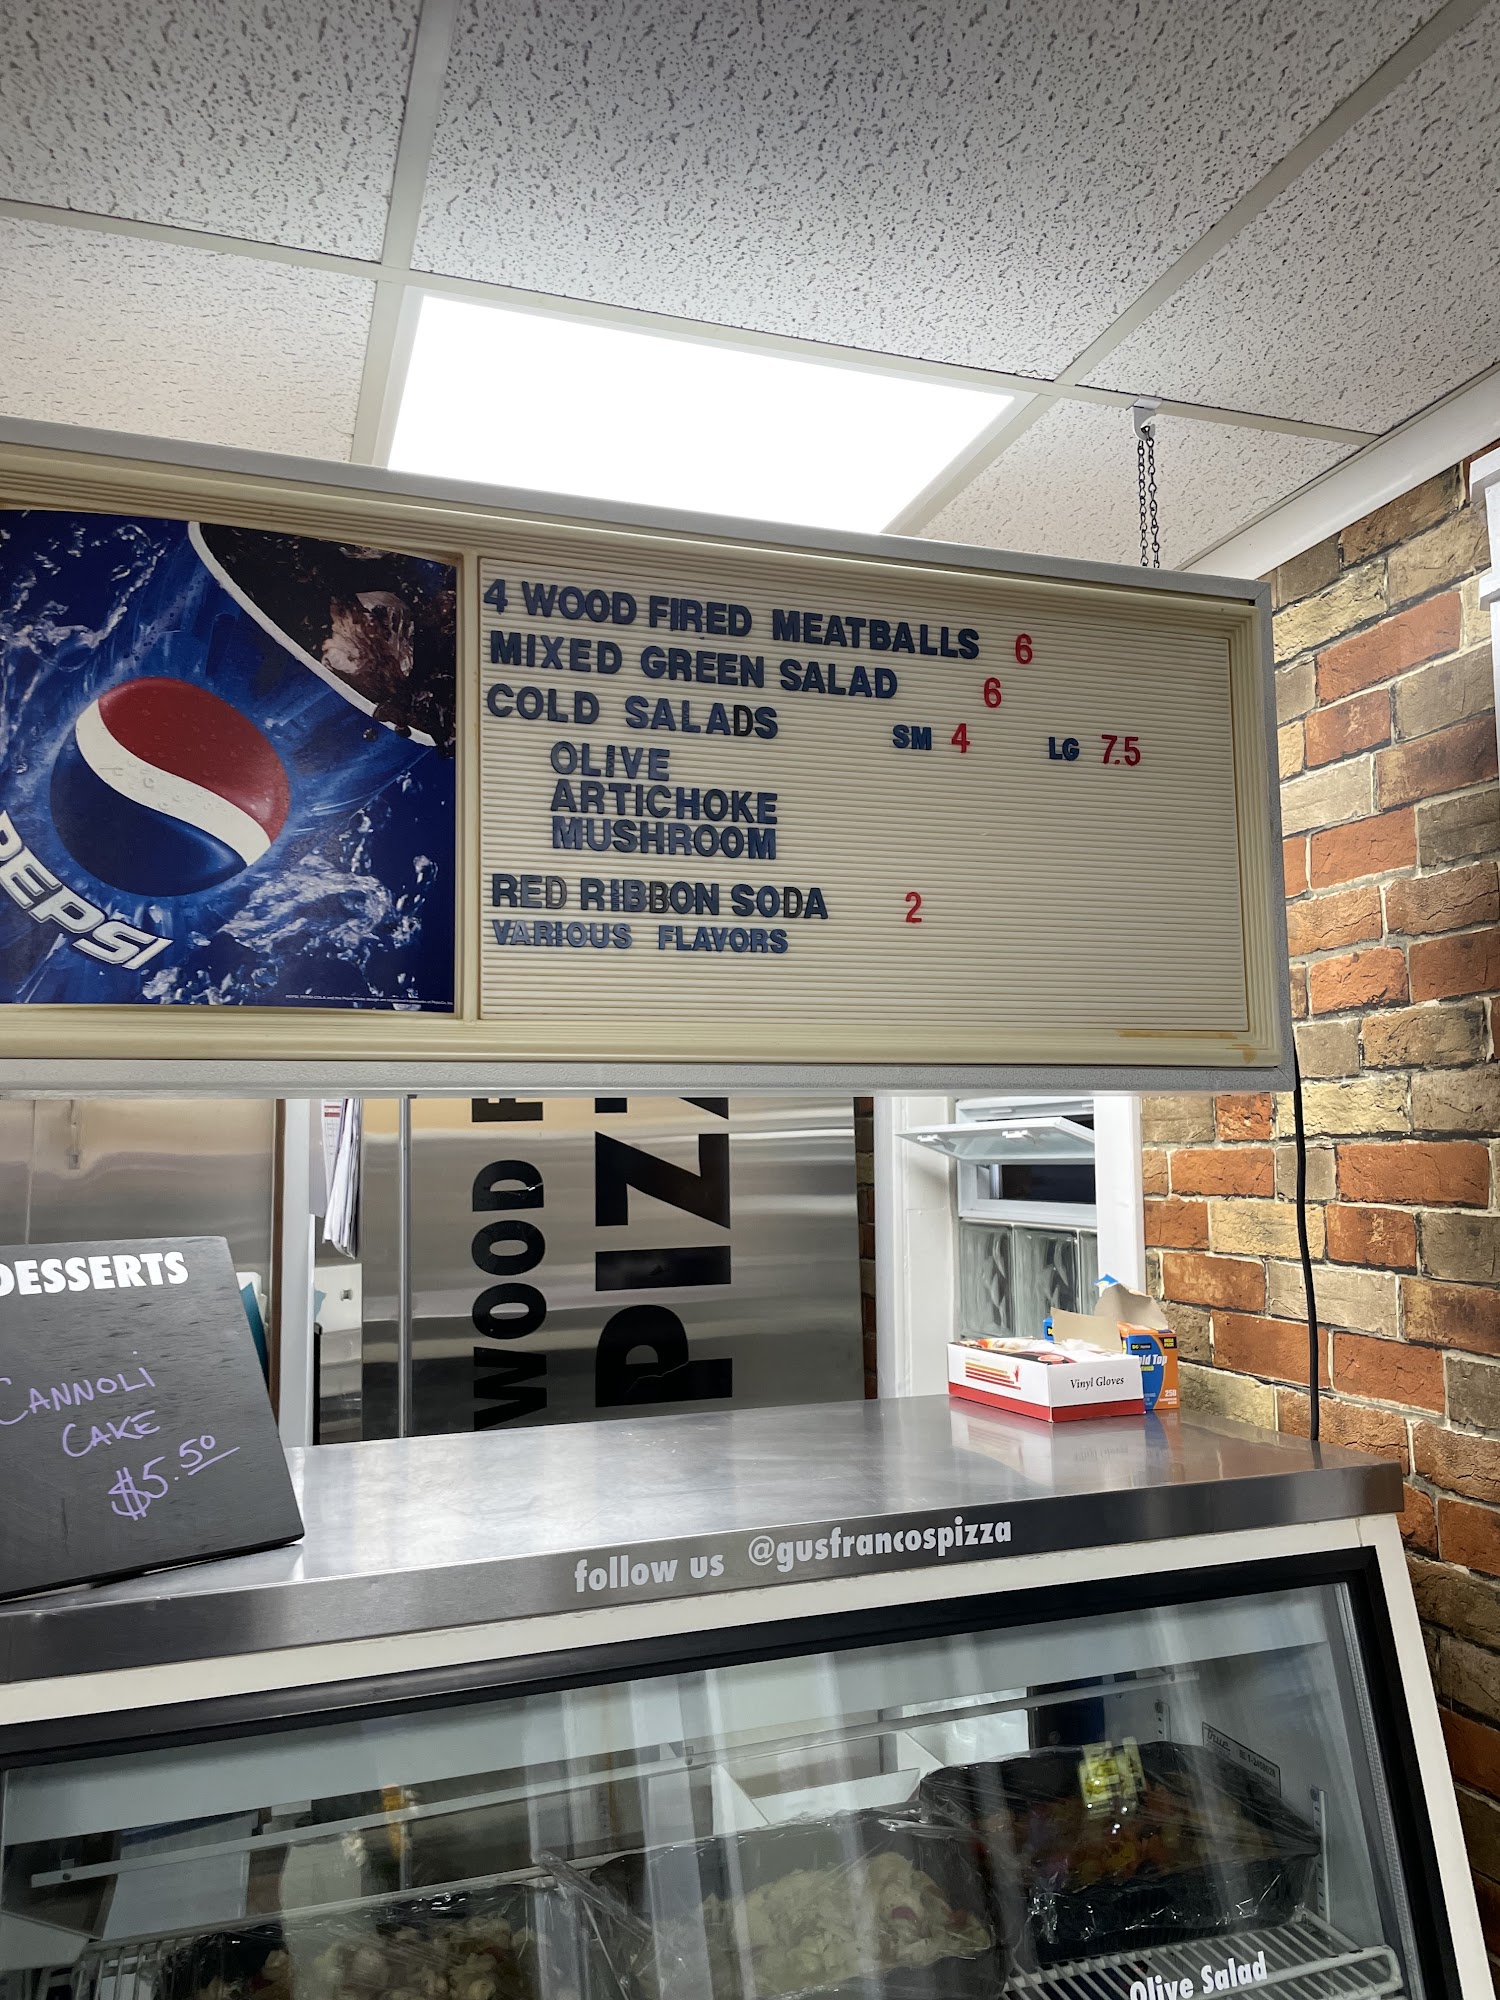 4 WOOD FIRED MEATBALLS 6
MIXED GREEN SALAD 6
COLD SALADS SM 4 LG 7.5
OLIVE
ARTICHOKE
MUSHROOM
RED RIBBON SODA 2
VARIOUS FLAVORS
PEPSI
WOOD
PIZZ
DESSERTS
CANNOLI
CAKE
$5.50
Vinyl Gloves
250
follow us @gusfrancospizza
Olive Salad